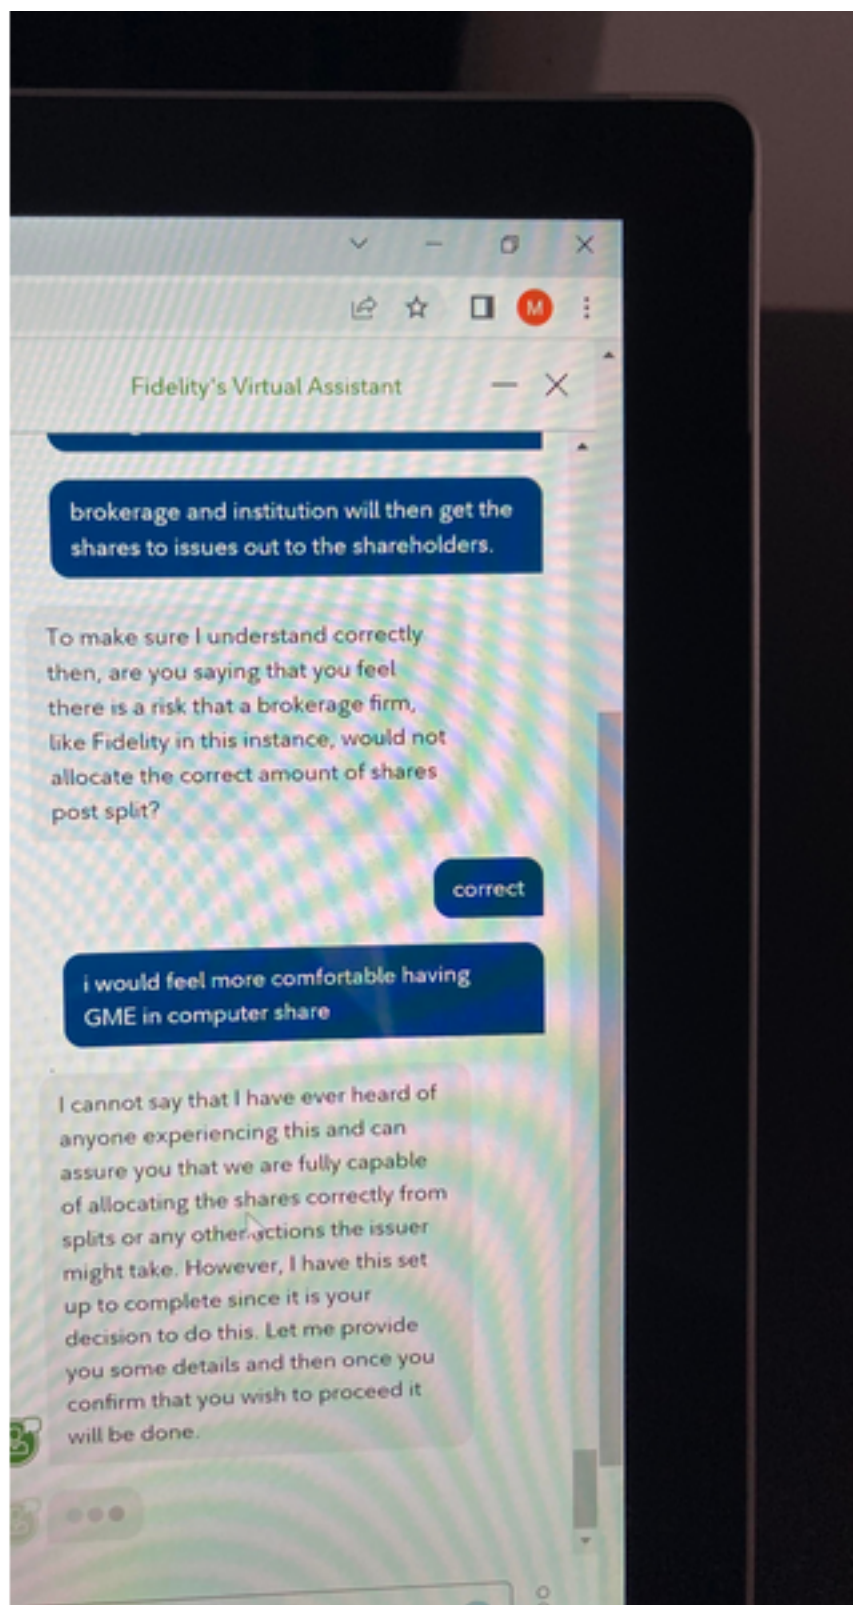 M
Fidelity's Virtual Assistant
brokerage and institution will then get the
shares to issues out to the shareholders.
To make sure I understand correctly
then, are you saying that you feel
there is a risk that a brokerage firm,
like Fidelity in this instance, would not
allocate the correct amount of shares
post split?
correct
i would feel more comfortable having
GME in computer share
I cannot say that I have ever heard of
anyone experiencing this and can
assure you that we are fully capable
of allocating the shares correctly from
splits or any other actions the issuer
might take. However, I have this set
up to complete since it is your
decision to do this. Let me provide
you some details and then once you
confirm that you wish to proceed it
will be done.